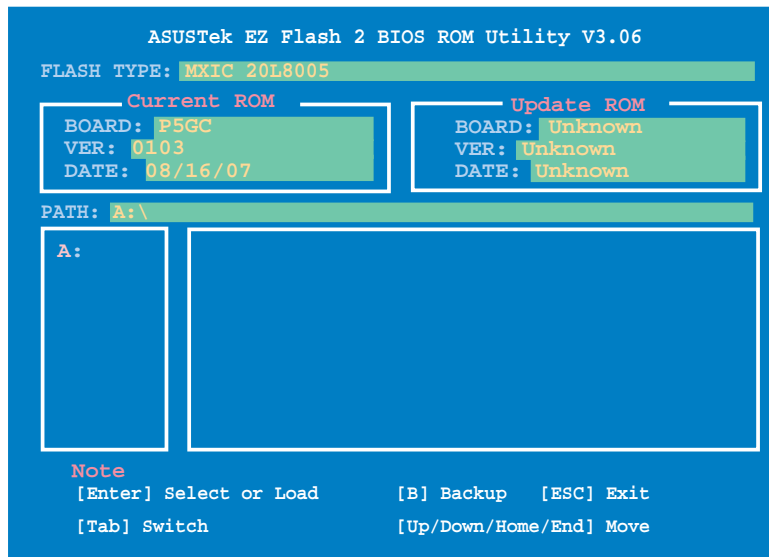 ASUSTek EZ Flash 2 BIOS ROM Utility V3.06
FLASH TYPE: MXIC 20L8005
Current ROM
BOARD: P5GC
VER: 0103
DATE: 08/16/07
Update ROM
BOARD: Unknown
VER: Unknown
DATE: Unknown
PATH: A:\
A:
Note
[Enter] Select or Load
[B] Backup
[ESC] Exit
[Tab] Switch
[Up/Down/Home/End] Move